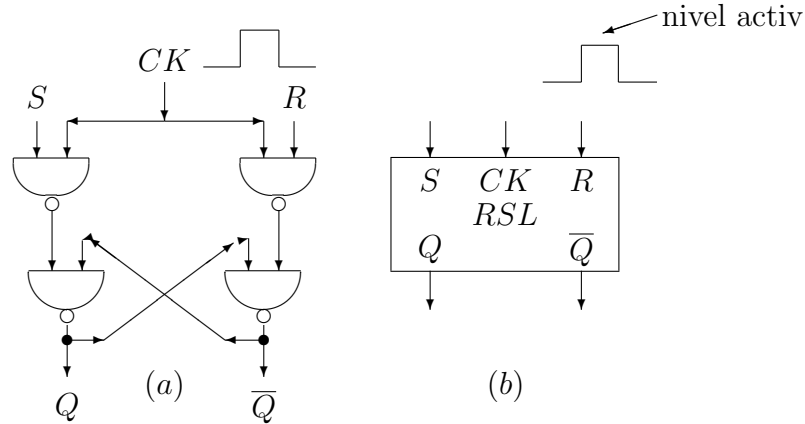 nivel activ
CK
S R
S CK R
RSL
Q Q̅
(a) (b)
Q Q̅